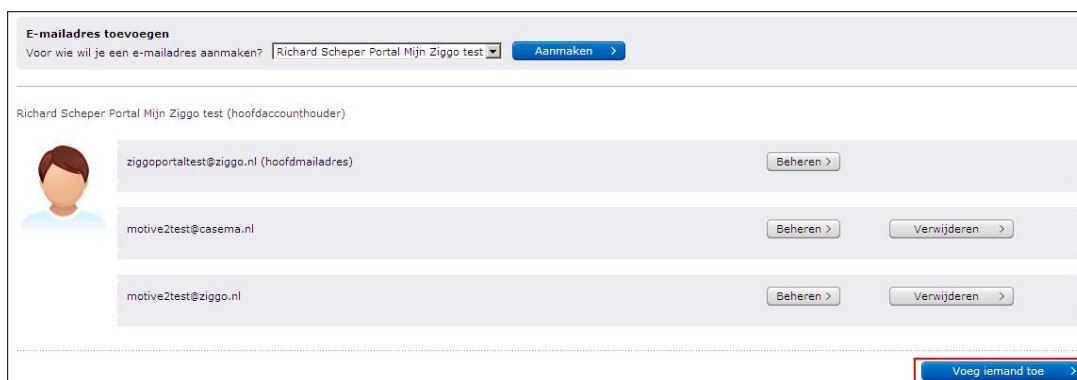 E-mailadres toevoegen
Voor wie wil je een e-mailadres aanmaken? Richard Scheper Portal Mijn Ziggo test Aanmaken >
Richard Scheper Portal Mijn Ziggo test (hoofdaccounthouder)
ziggoportaltest@ziggo.nl (hoofdmailadres) Beheren >
motive2test@casema.nl Beheren > Verwijderen >
motive2test@ziggo.nl Beheren > Verwijderen >
Voeg iemand toe >